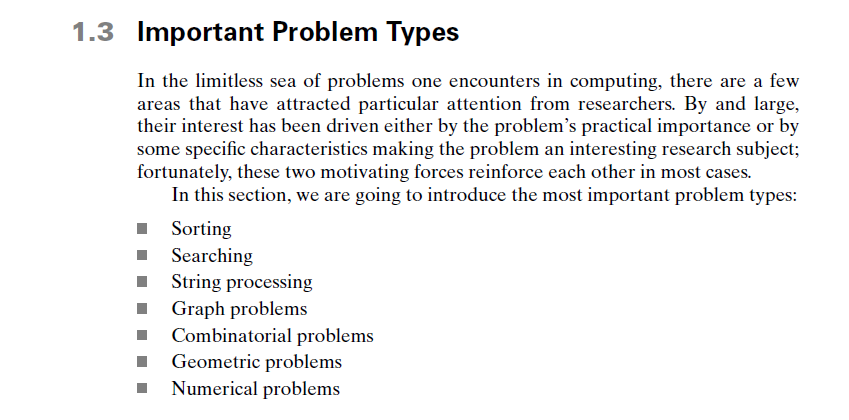 1.3 Important Problem Types
In the limitless sea of problems one encounters in computing, there are a few
areas that have attracted particular attention from researchers. By and large,
their interest has been driven either by the problem’s practical importance or by
some specific characteristics making the problem an interesting research subject;
fortunately, these two motivating forces reinforce each other in most cases.
In this section, we are going to introduce the most important problem types:
Sorting
Searching
String processing
Graph problems
Combinatorial problems
Geometric problems
Numerical problems